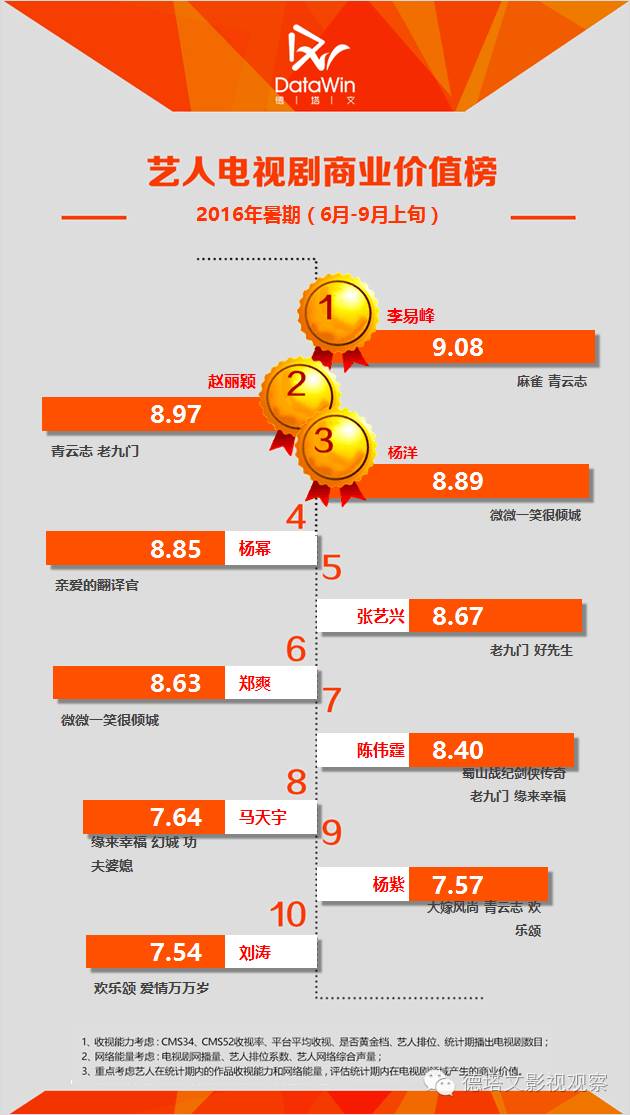 DataWin
德 | 塔 | 文
艺人电视剧商业价值榜
2016年暑期（6月-9月上旬）
1
李易峰
9.08
麻雀 青云志
2
赵丽颖
8.97
青云志 老九门
3
杨洋
8.89
微微一笑很倾城
4
8.85
杨幂
亲爱的翻译官
5
张艺兴
8.67
老九门 好先生
6
8.63
郑爽
微微一笑很倾城
7
陈伟霆
8.40
蜀山战纪剑侠传奇
老九门 缘来幸福
8
7.64
马天宇
缘来幸福 幻城 功
夫婆媳
9
杨紫
7.57
大嫁风尚 青云志 欢
乐颂
10
7.54
刘涛
欢乐颂 爱情万万岁
1、收视能力考虑：CMS34、CMS52收视率、平台平均收视、是否黄金档、艺人排位、统计期播出电视剧数目；
2、网络能量考虑：电视剧网播量、艺人排位系数、艺人网络综合声量；
3、重点考虑艺人在统计期内的作品收视能力和网络能量，评估统计期内在电视剧领域产生的商业价值。
德塔文影视观察